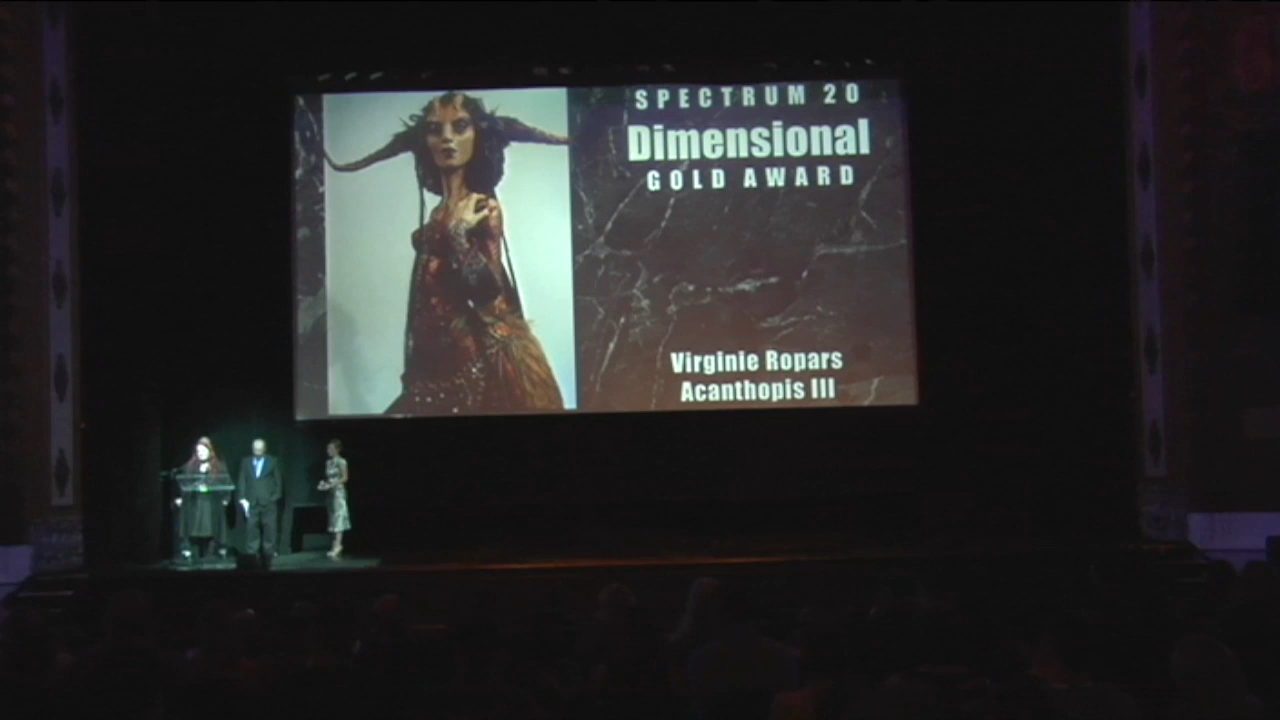 SPECTRUM 20
Dimensional
GOLD AWARD
Virginie Ropars
Acanthopis III